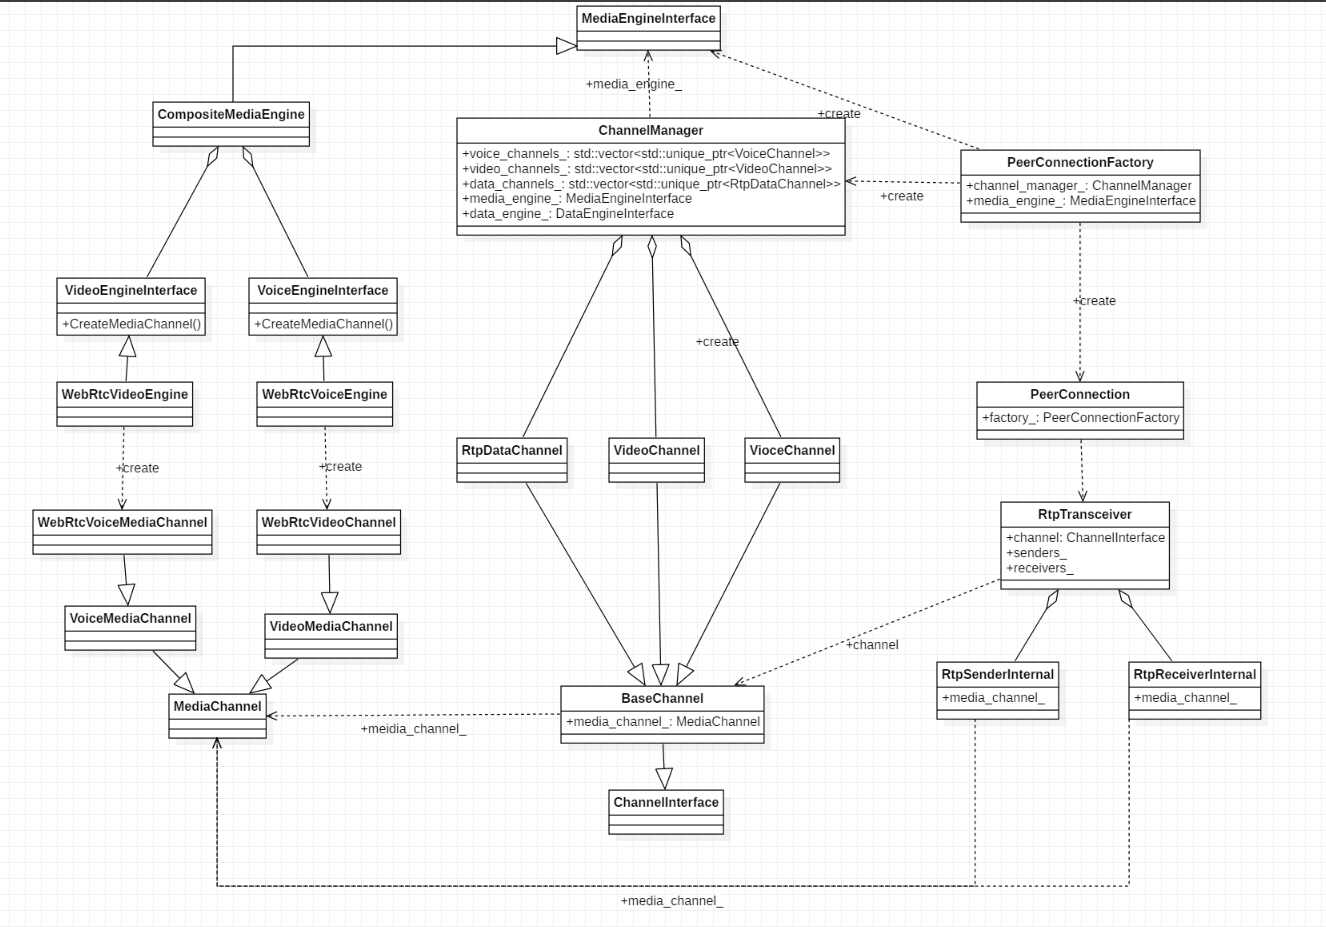 MediaEngineInterface
+media_engine_
+create
CompositeMediaEngine
ChannelManager
+voice_channels_: std::vector<std::unique_ptr<VoiceChannel>>
+video_channels_: std::vector<std::unique_ptr<VideoChannel>>
+data_channels_: std::vector<std::unique_ptr<RtpDataChannel>>
+media_engine_: MediaEngineInterface
+data_engine_: DataEngineInterface
+create
PeerConnectionFactory
+channel_manager_: ChannelManager
+media_engine_: MediaEngineInterface
VideoEngineInterface
+CreateMediaChannel()
VoiceEngineInterface
+CreateMediaChannel()
+create
+create
WebRtcVideoEngine
WebRtcVoiceEngine
PeerConnection
+factory_: PeerConnectionFactory
RtpDataChannel
VideoChannel
VioceChannel
+create
+create
WebRtcVoiceMediaChannel
WebRtcVideoChannel
RtpTransceiver
+channel: ChannelInterface
+senders_
+receivers_
VoiceMediaChannel
VideoMediaChannel
+channel
RtpSenderInternal
+media_channel_
RtpReceiverInternal
+media_channel_
MediaChannel
BaseChannel
+media_channel_: MediaChannel
+meidia_channel_
ChannelInterface
+media_channel_